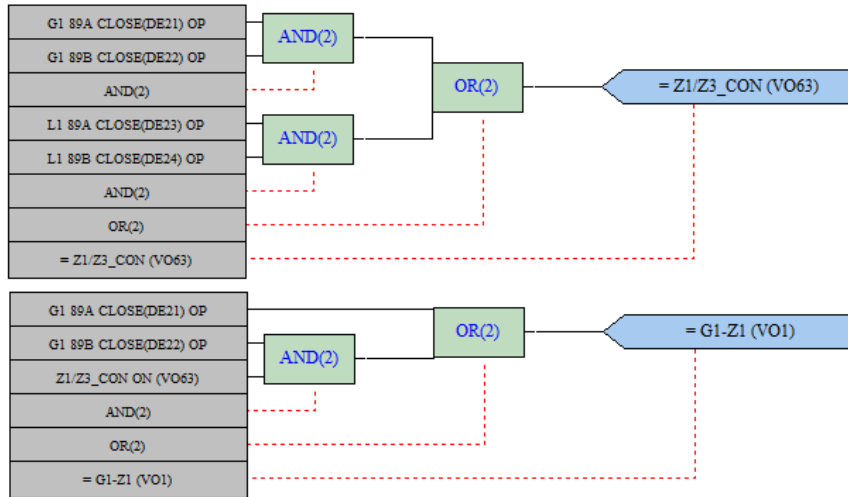 G1 89A CLOSE(DE21) OP
G1 89B CLOSE(DE22) OP
AND(2)
L1 89A CLOSE(DE23) OP
L1 89B CLOSE(DE24) OP
AND(2)
OR(2)
= Z1/Z3_CON (VO63)
AND(2)
AND(2)
OR(2)
= Z1/Z3_CON (VO63)
G1 89A CLOSE(DE21) OP
G1 89B CLOSE(DE22) OP
Z1/Z3_CON ON (VO63)
AND(2)
OR(2)
= G1-Z1 (VO1)
AND(2)
OR(2)
= G1-Z1 (VO1)